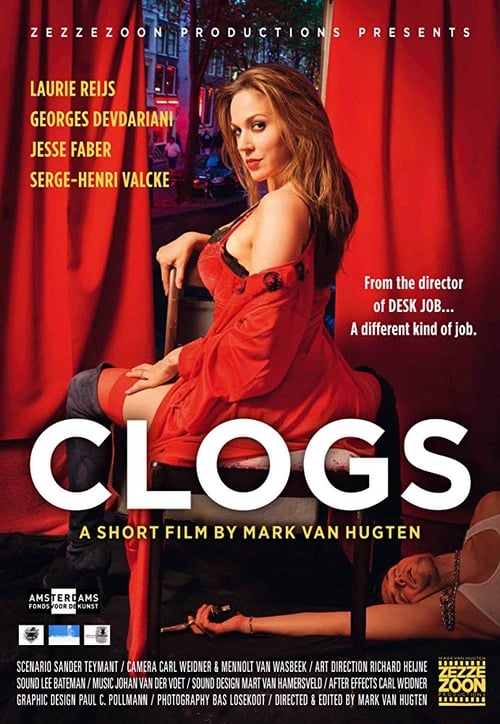 ZEZZEZOON PRODUCTIONS PRESENTS
LAURIE REIJS
GEORGES DEVDARIANI
JESSE FABER
SERGE-HENRI VALCKE
From the director
of DESK JOB...
A different kind of job.
CLOGS
A SHORT FILM BY MARK VAN HUGTEN
AMSTERDAMS
FONDS VOOR DE KUNST
SCENARIO SANDER TEYMANT / CAMERA CARL WEIDNER & MENNOLT VAN WASBEEK / ART DIRECTION RICHARD HEIJNE
SOUND LEE BATEMAN / MUSIC JOHAN VAN DER VOET / SOUND DESIGN MART VAN HAMERSVELD / AFTER EFFECTS CARL WEIDNER
GRAPHIC DESIGN PAUL C. POLLMANN / PHOTOGRAPHY BAS LOSEKOOT / DIRECTED & EDITED BY MARK VAN HUGTEN
MARK VAN HUGTEN
ZEZZE
ZOON
PRODUCTIONS